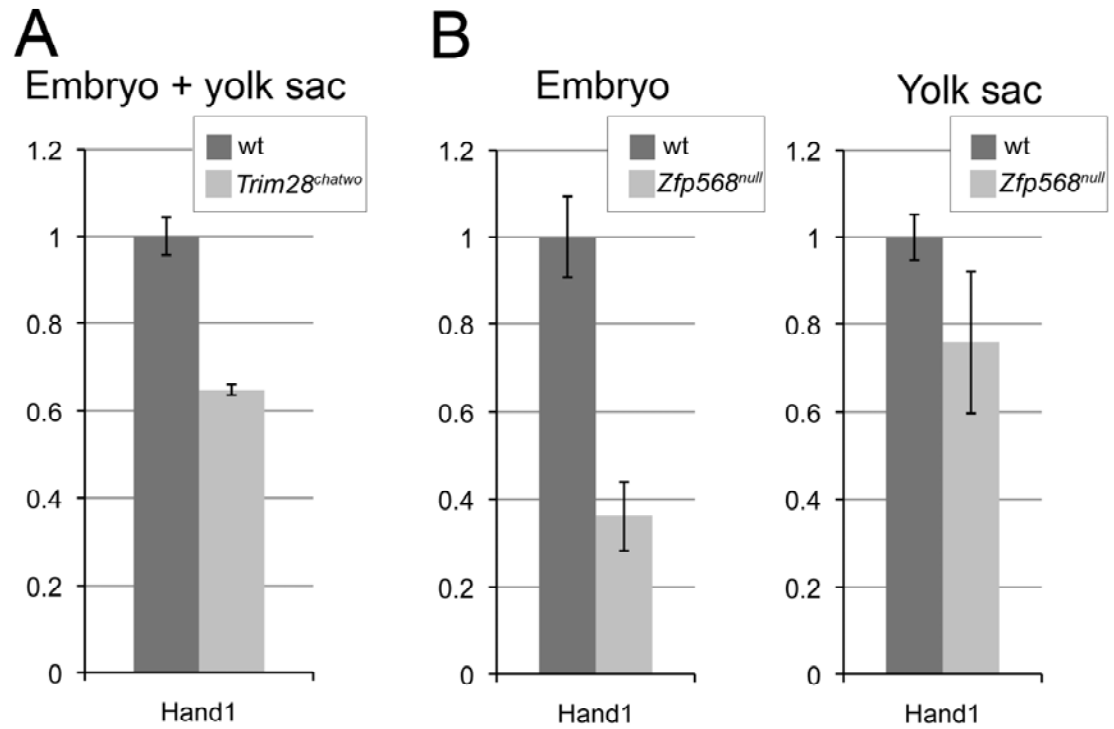 A
Embryo + yolk sac
wt
Trim28chatwo
1.2
1
0.8
0.6
0.4
0.2
0
Hand1
B
Embryo
wt
Zfp568null
1.2
1
0.8
0.6
0.4
0.2
0
Hand1
Yolk sac
wt
Zfp568null
1.2
1
0.8
0.6
0.4
0.2
0
Hand1